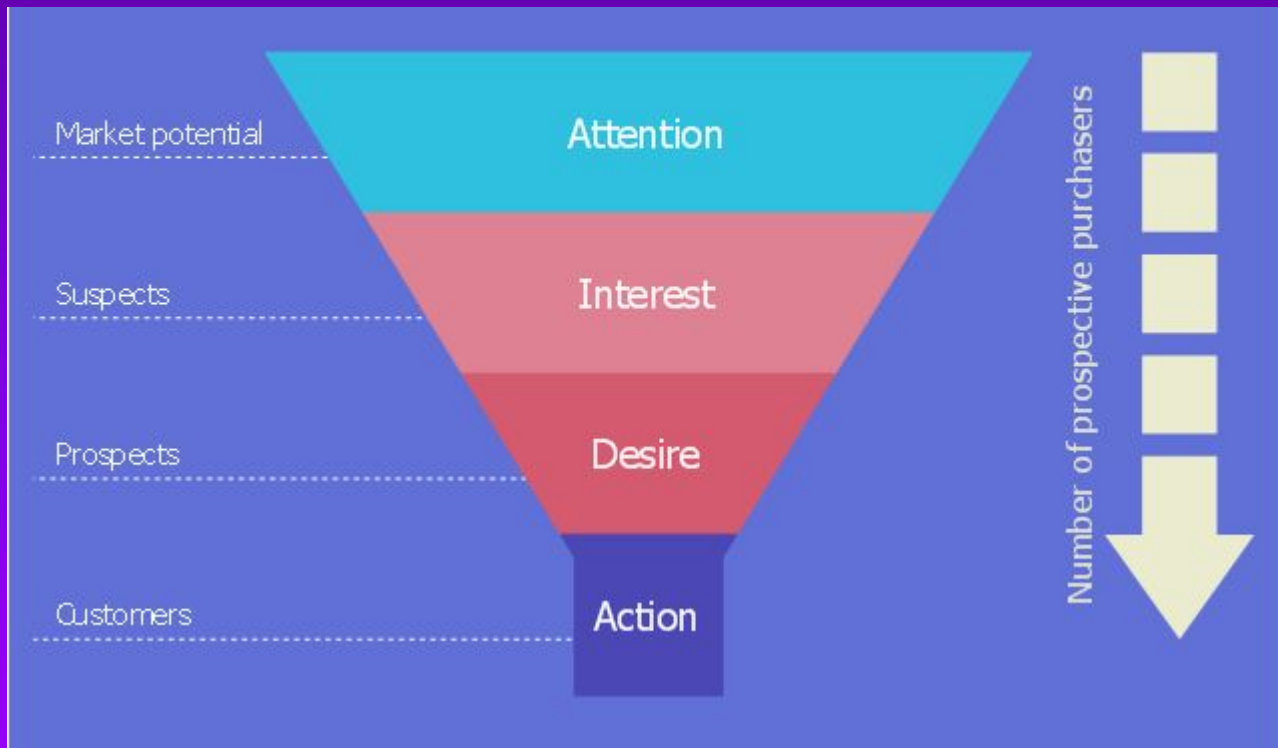 Market potential
Attention
Suspects
Interest
Prospects
Desire
Customers
Action
Number of prospective purchasers